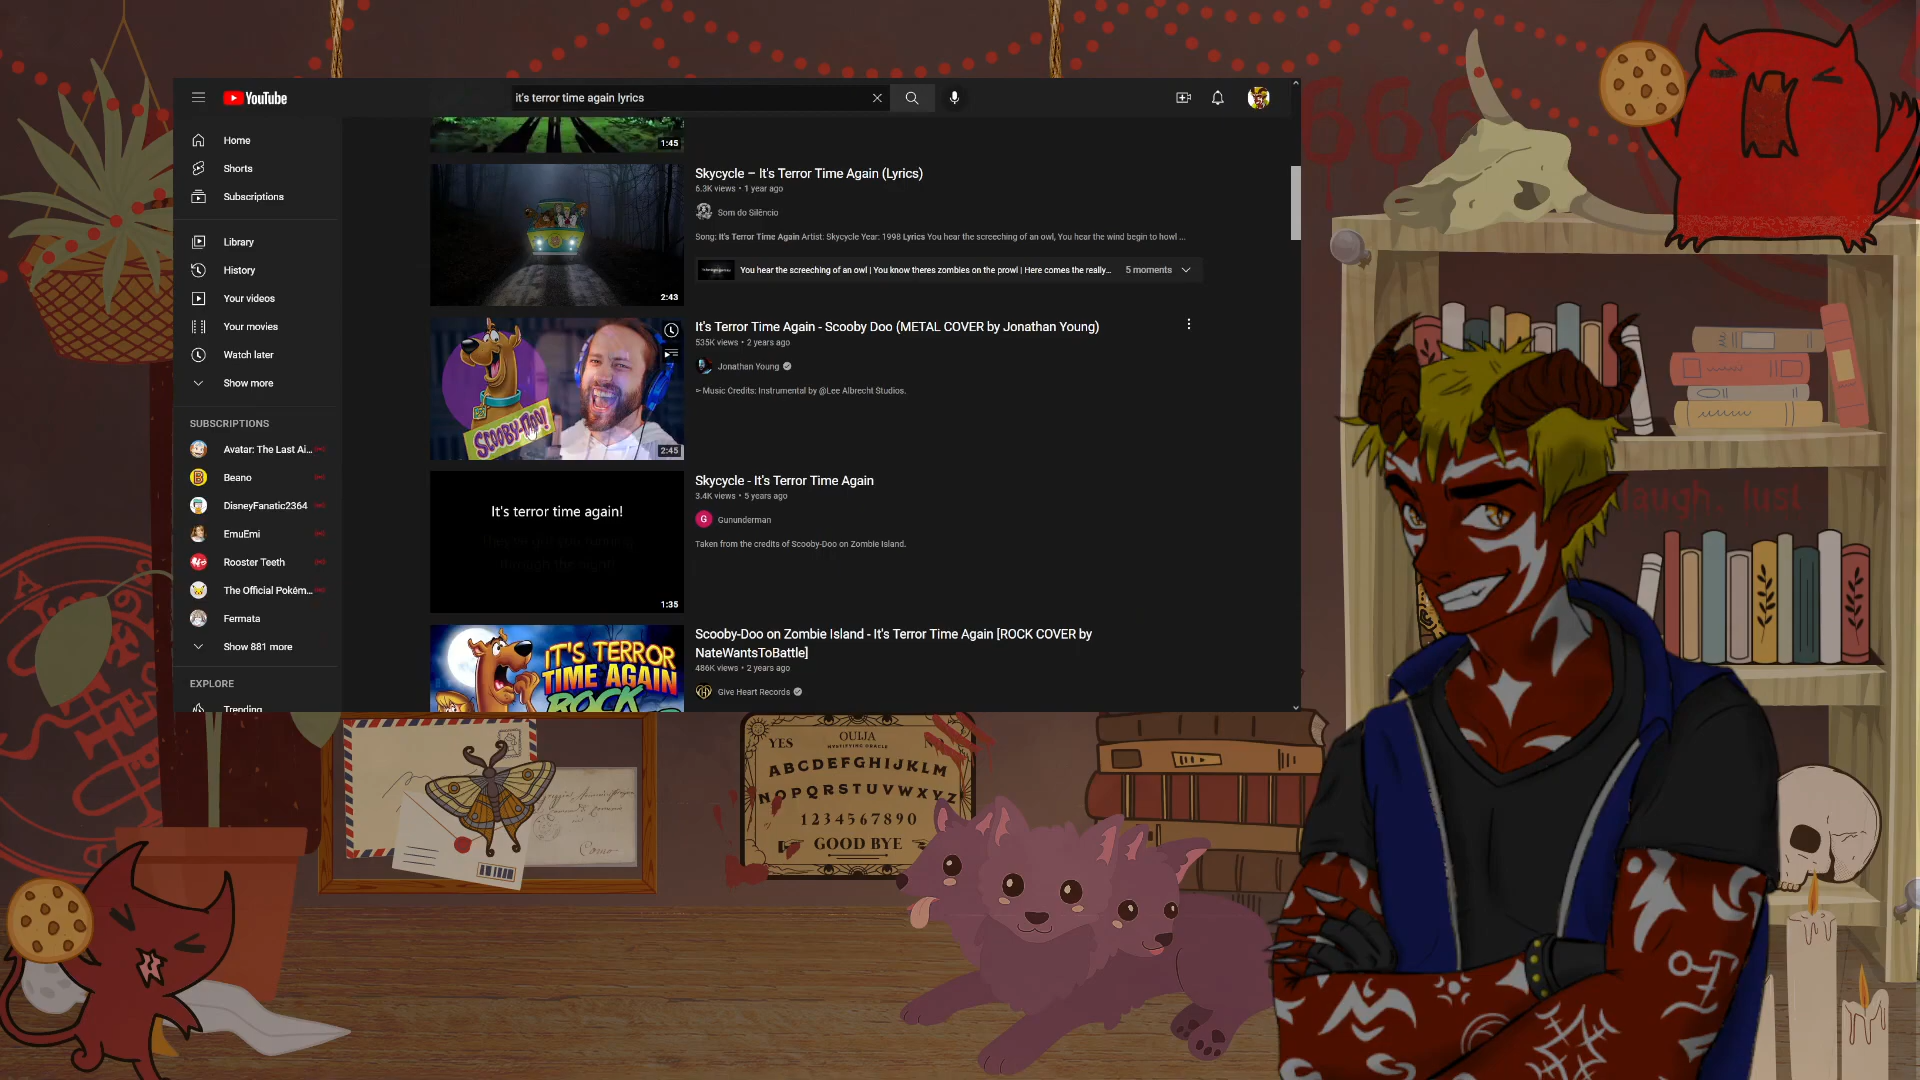 YouTube
it's terror time again lyrics
Home
Shorts
Subscriptions
Library
History
Your videos
Your movies
Watch later
Show more
SUBSCRIPTIONS
Avatar: The Last Ai...
Beano
DisneyFanatic2364
EmuEmi
Rooster Teeth
The Official Pokém...
Fermata
Show 881 more
EXPLORE
Trending
1:45
2:43
Skycycle – It's Terror Time Again (Lyrics)
6.3K views • 1 year ago
Som do Silêncio
Song: It's Terror Time Again Artist: Skycycle Year: 1998 Lyrics You hear the screeching of an owl, You hear the wind begin to howl ...
You hear the screeching of an owl | You know theres zombies on the prowl | Here comes the really... 5 moments
SCOOBY-DOO!
2:45
It's Terror Time Again - Scooby Doo (METAL COVER by Jonathan Young)
535K views • 2 years ago
Jonathan Young
Music Credits: Instrumental by @Lee Albrecht Studios.
It's terror time again!
1:35
Skycycle - It's Terror Time Again
3.4K views • 5 years ago
G Gununderman
Taken from the credits of Scooby-Doo on Zombie Island.
IT'S TERROR
TIME AGAIN
ROCK
Scooby-Doo on Zombie Island - It's Terror Time Again [ROCK COVER by
NateWantsToBattle]
486K views • 2 years ago
Give Heart Records
666
laugh, lust
YES OUIJA
MYSTIFYING ORACLE
ABCDEFGHIJKLM
NOPQRSTUVWXYZ
1234567890
GOOD BYE